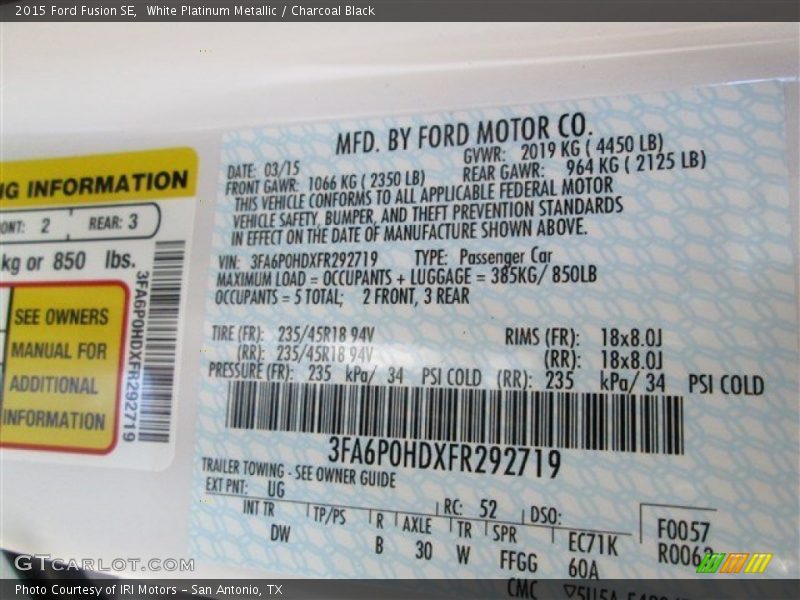 2015 Ford Fusion SE,  White Platinum Metallic / Charcoal Black
NG INFORMATION
ONT: 2 REAR: 3
kg or 850 lbs.
SEE OWNERS
MANUAL FOR
ADDITIONAL
INFORMATION
3FA6P0HDXFR292719
MFD. BY FORD MOTOR CO.
DATE: 03/15 GVWR: 2019 KG ( 4450 LB)
FRONT GAWR: 1066 KG ( 2350 LB) REAR GAWR: 964 KG ( 2125 LB)
THIS VEHICLE CONFORMS TO ALL APPLICABLE FEDERAL MOTOR
VEHICLE SAFETY, BUMPER, AND THEFT PREVENTION STANDARDS
IN EFFECT ON THE DATE OF MANUFACTURE SHOWN ABOVE.
VIN: 3FA6P0HDXFR292719 TYPE: Passenger Car
MAXIMUM LOAD = OCCUPANTS + LUGGAGE = 385KG/ 850LB
OCCUPANTS = 5 TOTAL; 2 FRONT, 3 REAR
TIRE (FR): 235/45R18 94V RIMS (FR): 18x8.0J
(RR): 235/45R18 94V (RR): 18x8.0J
PRESSURE (FR): 235 kPa/ 34 PSI COLD (RR): 235 kPa/ 34 PSI COLD
3FA6P0HDXFR292719
TRAILER TOWING - SEE OWNER GUIDE
EXT PNT: UG RC: 52 DSO:
INT TR TP/PS R AXLE TR SPR EC71K F0057
DW B 30 W FFGG 60A
CMC
GTCarlot.com
Photo Courtesy of IRI Motors – San Antonio, TX